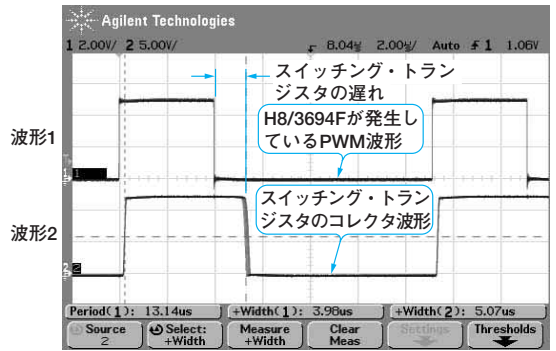 Agilent Technologies
1 2.00V/ 2 5.00V/ 8.04㎲ 2.00㎲/ Auto 1 1.06V
スイッチング・トラン
ジスタの遅れ
H8/3694Fが発生し
ているPWM波形
波形1
1
スイッチング・トラン
ジスタのコレクタ波形
波形2
2
Period(1): 13.14us +Width(1): 3.98us +Width(2): 5.07us
Source
2
Select:
+Width
Measure
+Width
Clear
Meas
Settings
Thresholds